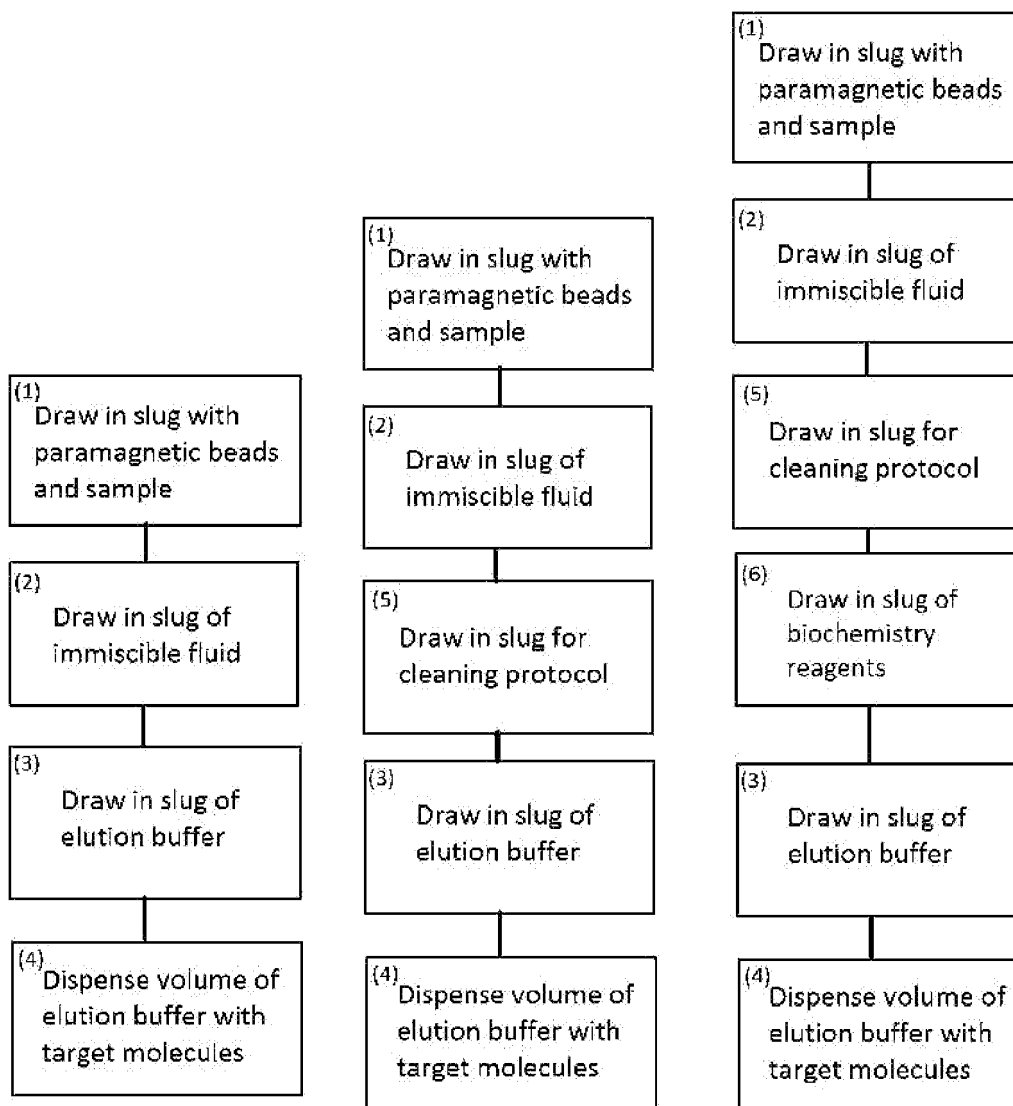 (1)
Draw in slug with
paramagnetic beads
and sample
(2)
Draw in slug of
immiscible fluid
(3)
Draw in slug of
elution buffer
(4)
Dispense volume of
elution buffer with
target molecules
(1)
Draw in slug with
paramagnetic beads
and sample
(2)
Draw in slug of
immiscible fluid
(5)
Draw in slug for
cleaning protocol
(3)
Draw in slug of
elution buffer
(4)
Dispense volume of
elution buffer with
target molecules
(1)
Draw in slug with
paramagnetic beads
and sample
(2)
Draw in slug of
immiscible fluid
(5)
Draw in slug for
cleaning protocol
(6)
Draw in slug of
biochemistry
reagents
(3)
Draw in slug of
elution buffer
(4)
Dispense volume of
elution buffer with
target molecules